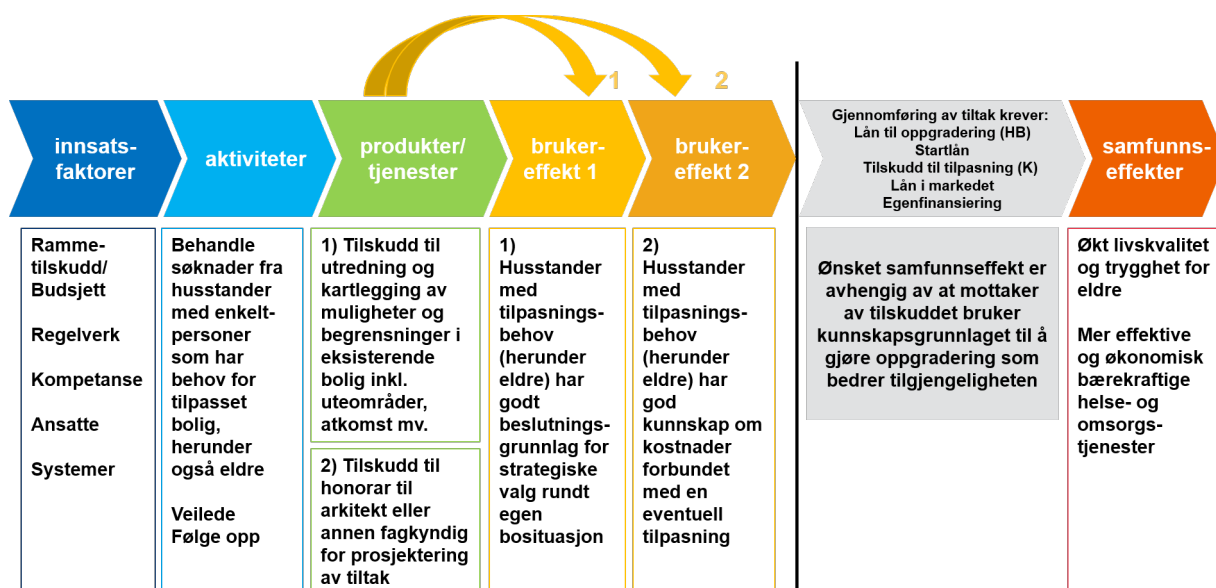 1
2
innsats-
faktorer
aktiviteter
produkter/
tjenester
bruker-
effekt 1
bruker-
effekt 2
Gjennomføring av tiltak krever:
Lån til oppgradering (HB)
Startlån
Tilskudd til tilpasning (K)
Lån i markedet
Egenfinansiering
samfunns-
effekter
Ramme-
tilskudd/
Budsjett
Regelverk
Kompetanse
Ansatte
Systemer
Behandle
søknader fra
husstander
med enkelt-
personer
som har
behov for
tilpasset
bolig,
herunder
også eldre
Veilede
Følge opp
1) Tilskudd til
utredning og
kartlegging av
muligheter og
begrensninger i
eksisterende
bolig inkl.
uteområder,
atkomst mv.
2) Tilskudd til
honorar til
arkitekt eller
annen fagkyndig
for prosjektering
av tiltak
1)
Husstander
med
tilpasnings-
behov
(herunder
eldre) har
godt
beslutnings-
grunnlag for
strategiske
valg rundt
egen
bosituasjon
2)
Husstander
med
tilpasnings-
behov
(herunder
eldre) har
god
kunnskap om
kostnader
forbundet
med en
eventuell
tilpasning
Ønsket samfunnseffekt er
avhengig av at mottaker
av tilskuddet bruker
kunnskapsgrunnlaget til å
gjøre oppgradering som
bedrer tilgjengeligheten
Økt livskvalitet
og trygghet for
eldre
Mer effektive
og økonomisk
bærekraftige
helse- og
omsorgs-
tjenester